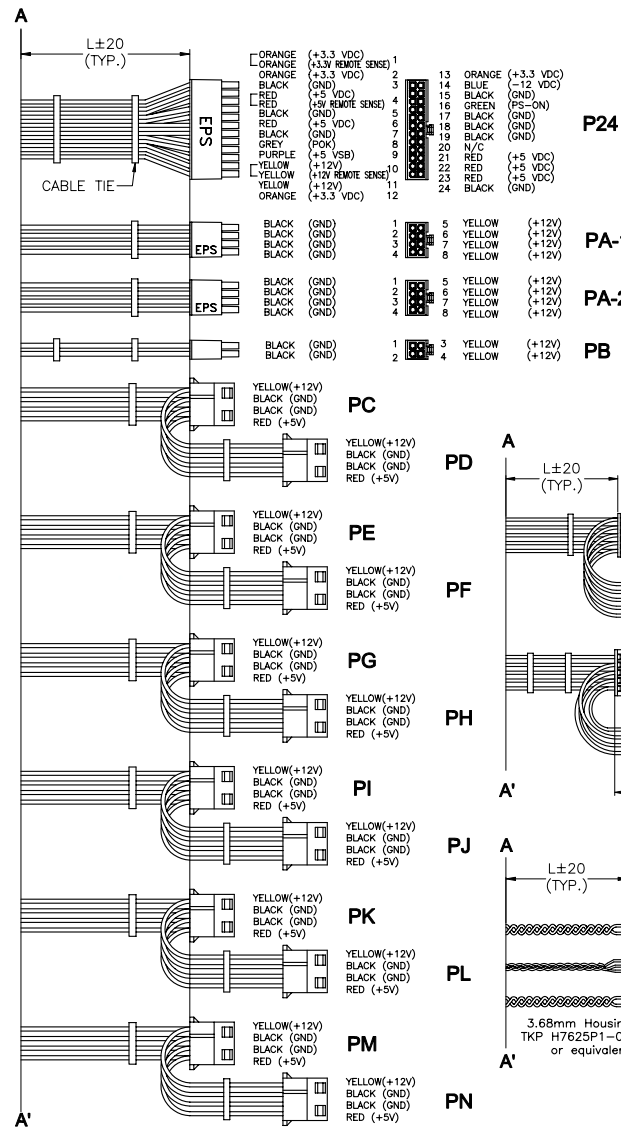 A
L±20
(TYP.)
CABLE TIE
EPS
ORANGE (+3.3 VDC)
ORANGE (+3.3V REMOTE SENSE) 1
ORANGE (+3.3 VDC) 2
BLACK (GND) 3
RED (+5 VDC)
RED (+5V REMOTE SENSE) 4
BLACK (GND) 5
RED (+5 VDC) 6
BLACK (GND) 7
GREY (POK) 8
PURPLE (+5 VSB) 9
YELLOW (+12V)
YELLOW (+12V REMOTE SENSE) 10
YELLOW (+12V) 11
ORANGE (+3.3 VDC) 12
13 ORANGE (+3.3 VDC)
14 BLUE (-12 VDC)
15 BLACK (GND)
16 GREEN (PS-ON)
17 BLACK (GND)
18 BLACK (GND)
19 BLACK (GND)
20 N/C
21 RED (+5 VDC)
22 RED (+5 VDC)
23 RED (+5 VDC)
24 BLACK (GND)
P24
EPS
BLACK (GND) 1 5 YELLOW (+12V)
BLACK (GND) 2 6 YELLOW (+12V)
BLACK (GND) 3 7 YELLOW (+12V)
BLACK (GND) 4 8 YELLOW (+12V)
PA-1
EPS
BLACK (GND) 1 5 YELLOW (+12V)
BLACK (GND) 2 6 YELLOW (+12V)
BLACK (GND) 3 7 YELLOW (+12V)
BLACK (GND) 4 8 YELLOW (+12V)
PA-2
BLACK (GND) 1 3 YELLOW (+12V)
BLACK (GND) 2 4 YELLOW (+12V)
PB
YELLOW(+12V)
BLACK (GND)
BLACK (GND)
RED (+5V)
PC
YELLOW(+12V)
BLACK (GND)
BLACK (GND)
RED (+5V)
PD
YELLOW(+12V)
BLACK (GND)
BLACK (GND)
RED (+5V)
PE
YELLOW(+12V)
BLACK (GND)
BLACK (GND)
RED (+5V)
PF
YELLOW(+12V)
BLACK (GND)
BLACK (GND)
RED (+5V)
PG
YELLOW(+12V)
BLACK (GND)
BLACK (GND)
RED (+5V)
PH
YELLOW(+12V)
BLACK (GND)
BLACK (GND)
RED (+5V)
PI
YELLOW(+12V)
BLACK (GND)
BLACK (GND)
RED (+5V)
PJ
YELLOW(+12V)
BLACK (GND)
BLACK (GND)
RED (+5V)
PK
YELLOW(+12V)
BLACK (GND)
BLACK (GND)
RED (+5V)
PL
YELLOW(+12V)
BLACK (GND)
BLACK (GND)
RED (+5V)
PM
YELLOW(+12V)
BLACK (GND)
BLACK (GND)
RED (+5V)
PN
A'
A
L±20
(TYP.)
A'
A
L±20
(TYP.)
3.68mm Housin
TKP H7625P1-0
or equivalen
A'